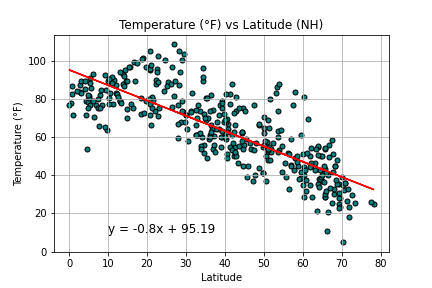 Temperature (°F) vs Latitude (NH)
Temperature (°F)
100
80
60
40
20
0
y = -0.8x + 95.19
0 10 20 30 40 50 60 70 80
Latitude